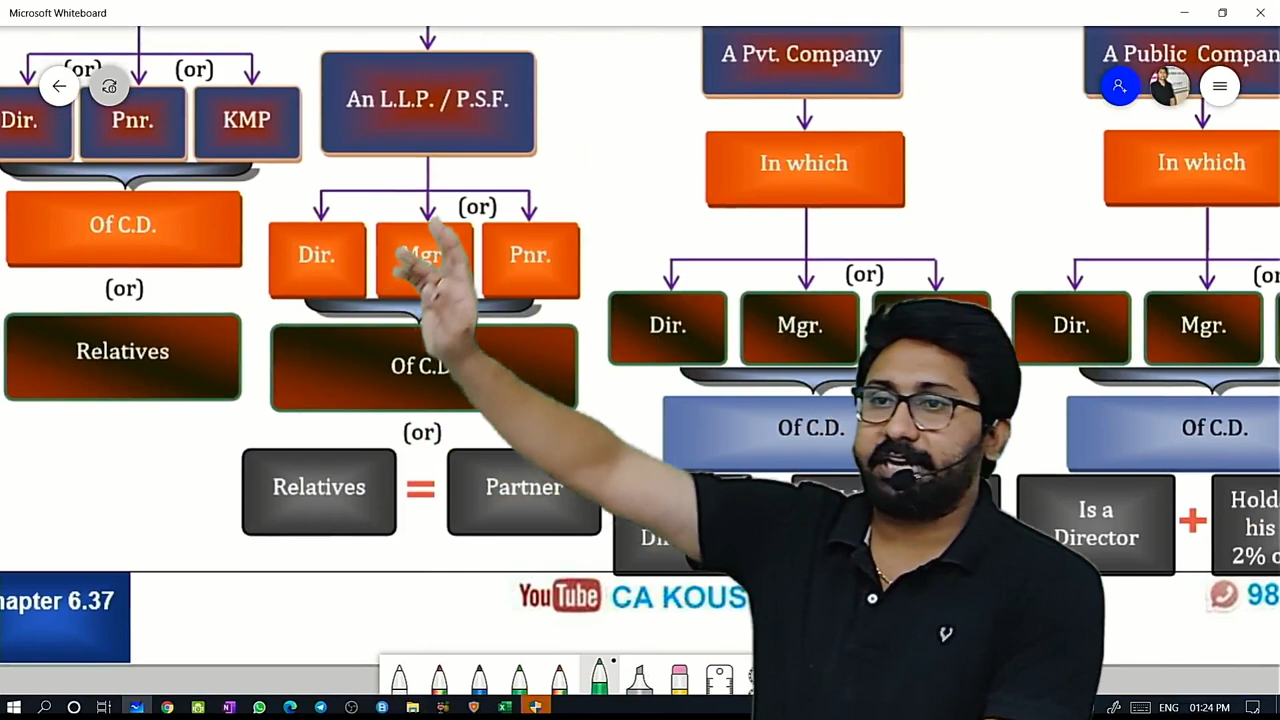 Microsoft Whiteboard
(or)
(or)
Dir.
Pnr.
KMP
Of C.D.
(or)
Relatives
An L.L.P. / P.S.F.
(or)
Dir.
Mgr.
Pnr.
Of C.D.
(or)
Relatives
=
Partner
A Pvt. Company
In which
(or)
Dir.
Mgr.
Of C.D.
A Public Compan
In which
(or
Dir.
Mgr.
Of C.D.
Is a
Director
+
Hold
his
2% o
hapter 6.37
YouTube CA KOUS
98
ENG 01:24 PM